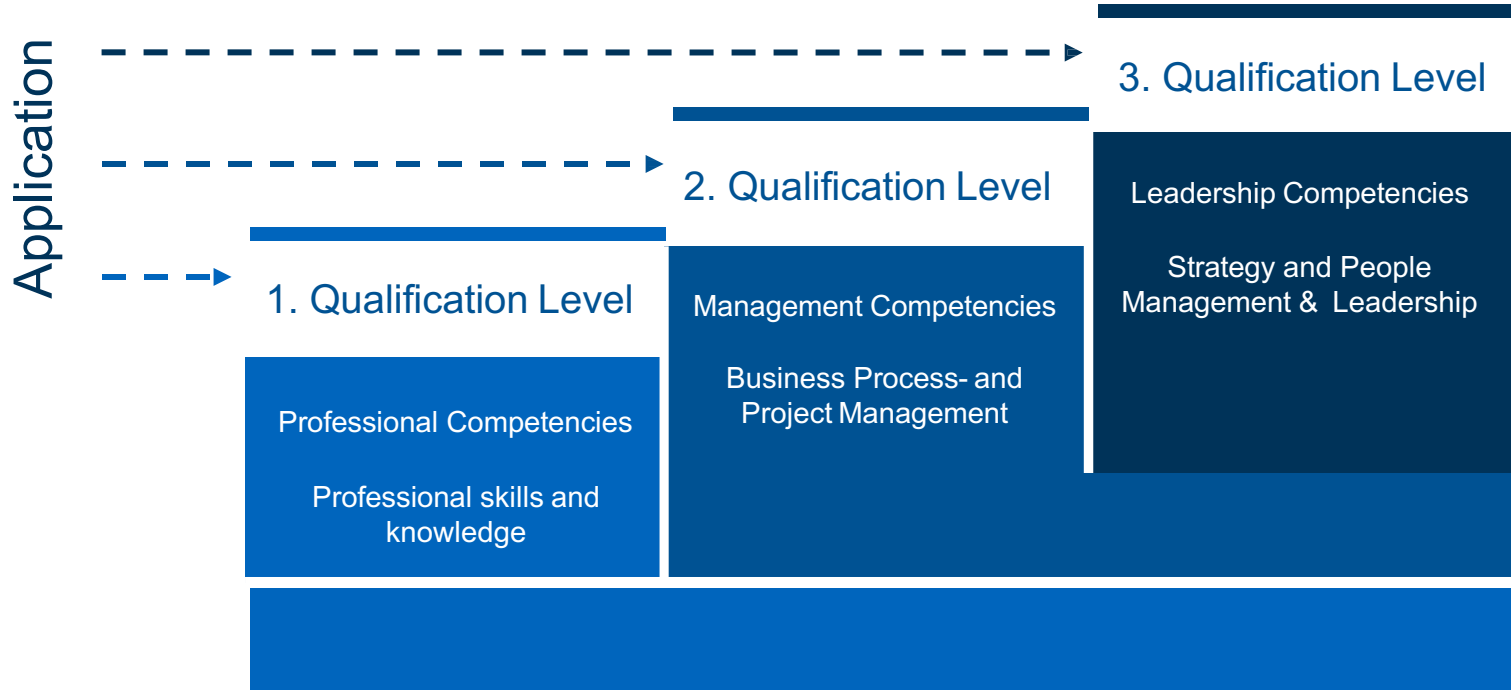 Application
1. Qualification Level
Professional Competencies
Professional skills and
knowledge
2. Qualification Level
Management Competencies
Business Process- and
Project Management
3. Qualification Level
Leadership Competencies
Strategy and People
Management & Leadership